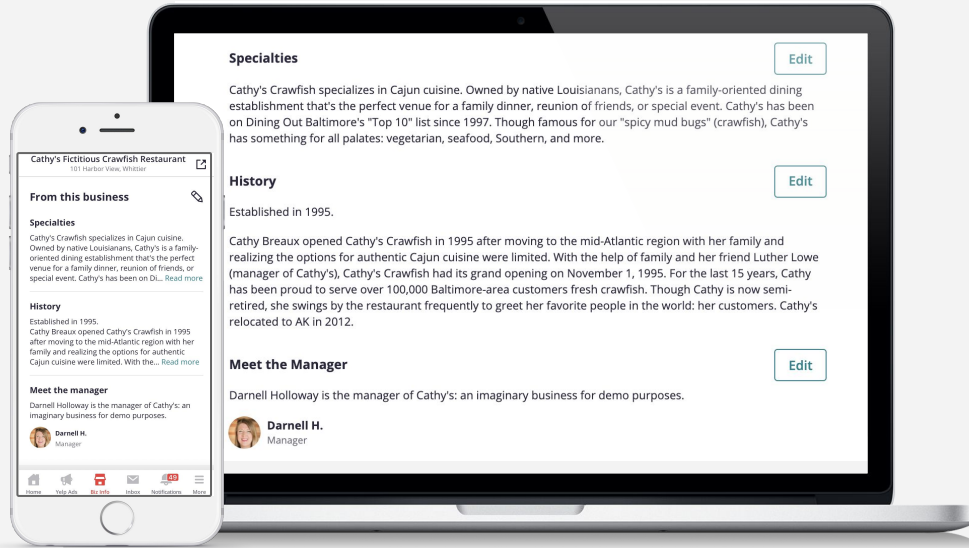 Specialties
Edit
Cathy's Crawfish specializes in Cajun cuisine. Owned by native Louisianans, Cathy's is a family-oriented dining
establishment that's the perfect venue for a family dinner, reunion of friends, or special event. Cathy's has been
on Dining Out Baltimore's "Top 10" list since 1997. Though famous for our "spicy mud bugs" (crawfish), Cathy's
has something for all palates: vegetarian, seafood, Southern, and more.
History
Edit
Established in 1995.
Cathy Breaux opened Cathy's Crawfish in 1995 after moving to the mid-Atlantic region with her family and
realizing the options for authentic Cajun cuisine were limited. With the help of family and her friend Luther Lowe
(manager of Cathy's), Cathy's Crawfish had its grand opening on November 1, 1995. For the last 15 years, Cathy
has been proud to serve over 100,000 Baltimore-area customers fresh crawfish. Though Cathy is now semi-
retired, she swings by the restaurant frequently to greet her favorite people in the world: her customers. Cathy's
relocated to AK in 2012.
Meet the Manager
Edit
Darnell Holloway is the manager of Cathy's: an imaginary business for demo purposes.
Darnell H.
Manager
Cathy's Fictitious Crawfish Restaurant
101 Harbor View, Whittier
From this business
Specialties
Cathy's Crawfish specializes in Cajun cuisine.
Owned by native Louisianans, Cathy's is a family-
oriented dining establishment that's the perfect
venue for a family dinner, reunion of friends, or
special event. Cathy's has been on Di... Read more
History
Established in 1995.
Cathy Breaux opened Cathy's Crawfish in 1995
after moving to the mid-Atlantic region with her
family and realizing the options for authentic
Cajun cuisine were limited. With the... Read more
Meet the manager
Darnell Holloway is the manager of Cathy's: an
imaginary business for demo purposes.
Darnell H.
Manager
49
Home Yelp Ads Biz Info Inbox Notifications More